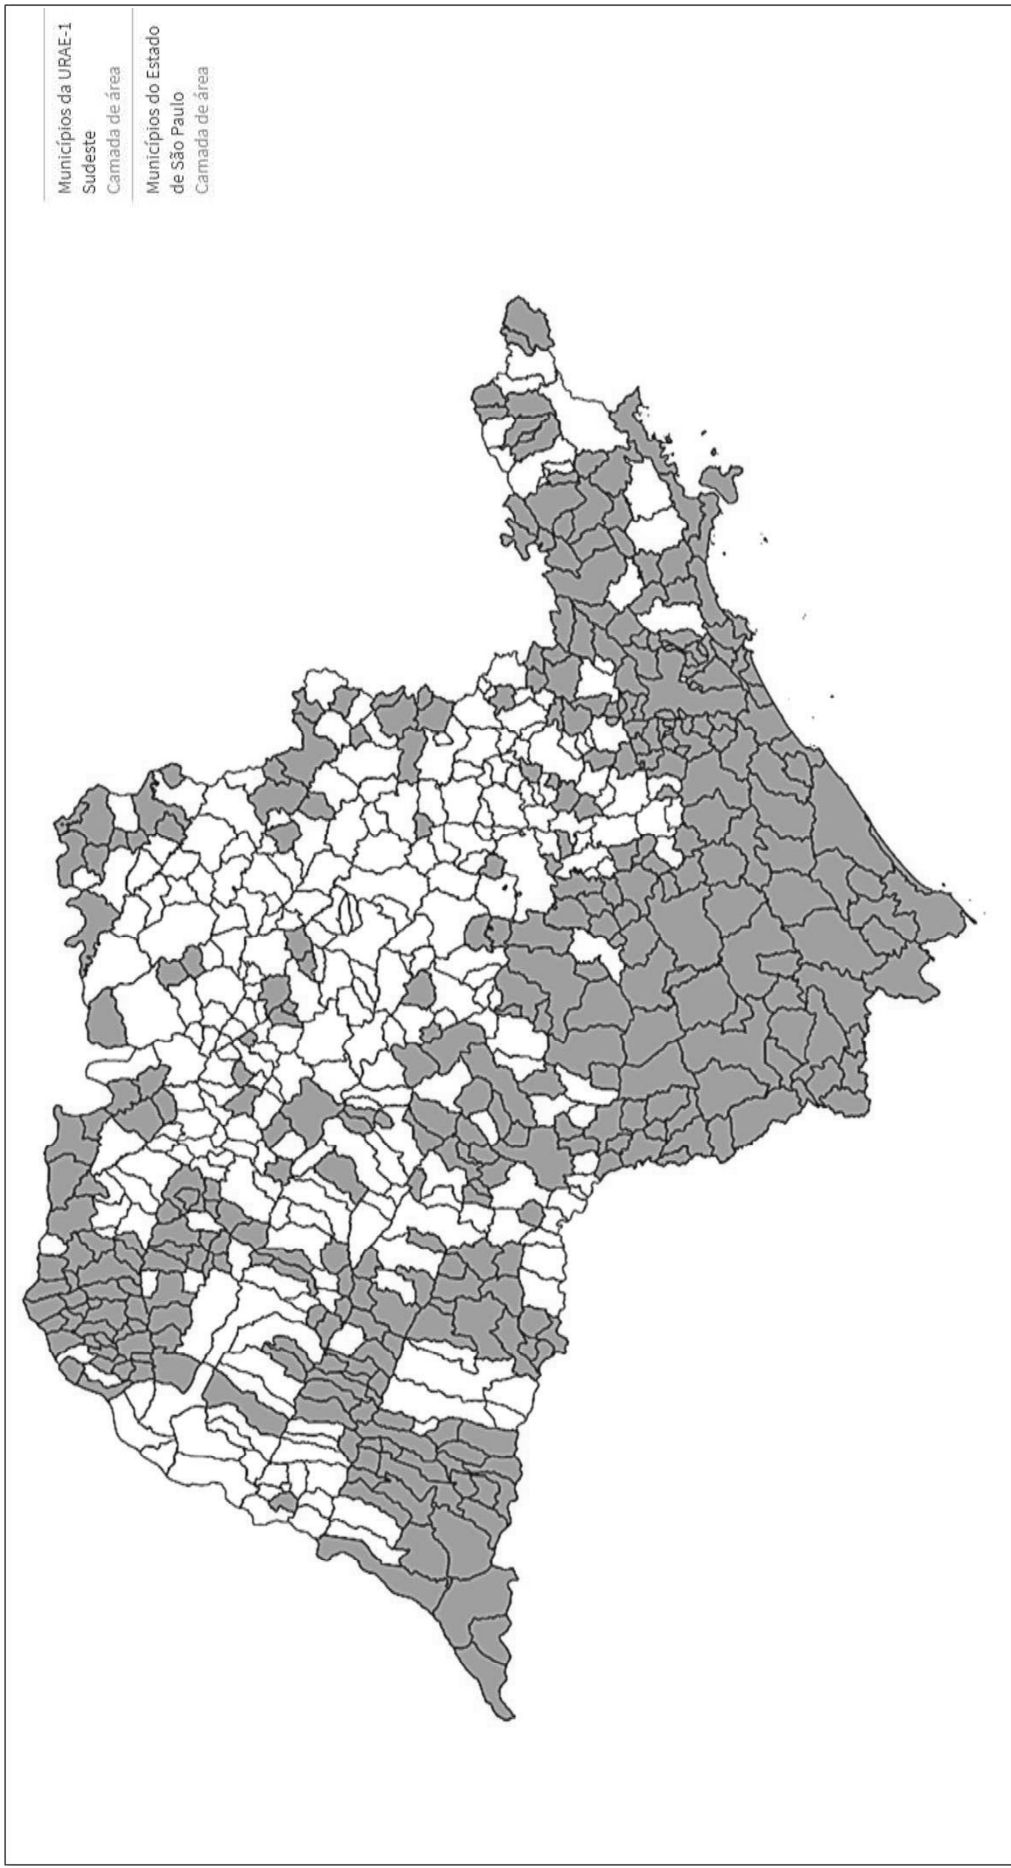 Municípios da URAE-1
Sudeste
Camada de área
Municípios do Estado
de São Paulo
Camada de área